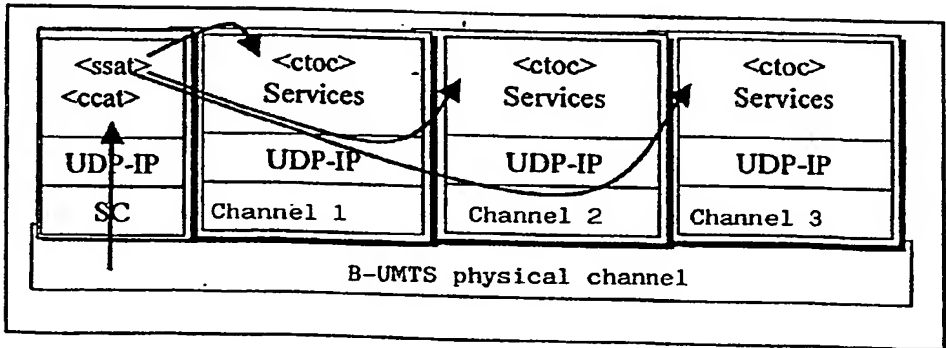 <ssat>
<ccat>
UDP-IP
SC
<ctoc>
Services
UDP-IP
Channel 1
<ctoc>
Services
UDP-IP
Channel 2
<ctoc>
Services
UDP-IP
Channel 3
B-UMTS physical channel